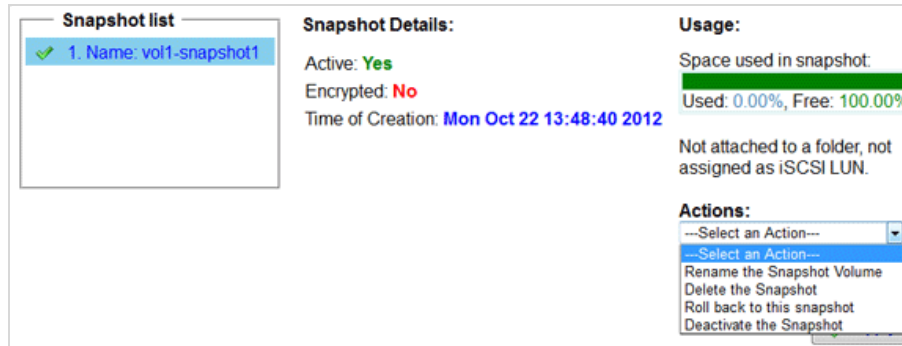 Snapshot list
1. Name: vol1-snapshot1
Snapshot Details:
Active: Yes
Encrypted: No
Time of Creation: Mon Oct 22 13:48:40 2012
Usage:
Space used in snapshot:
Used: 0.00%, Free: 100.00%
Not attached to a folder, not
assigned as iSCSI LUN.
Actions:
---Select an Action---
---Select an Action---
Rename the Snapshot Volume
Delete the Snapshot
Roll back to this snapshot
Deactivate the Snapshot